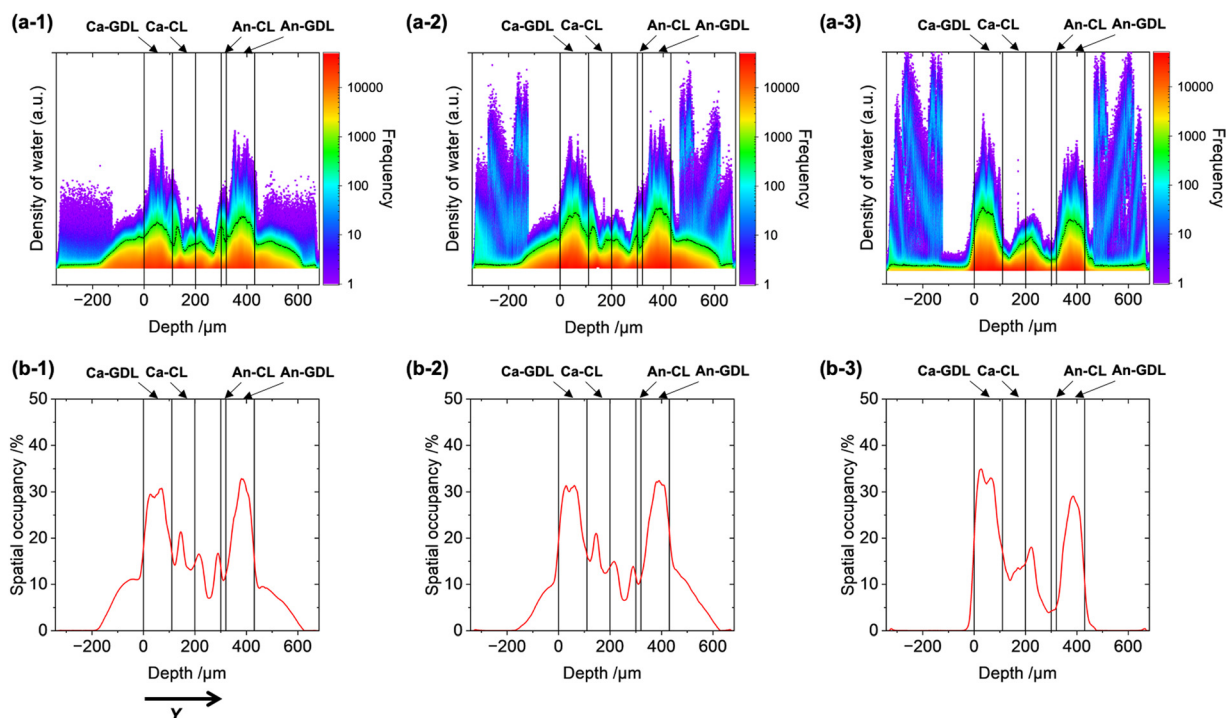 (a-1)
Ca-GDL Ca-CL An-CL An-GDL
Density of water (a.u.)
−200 0 200 400 600
Depth /µm
10000
1000
100
10
1
Frequency
(a-2)
Ca-GDL Ca-CL An-CL An-GDL
Density of water (a.u.)
−200 0 200 400 600
Depth /µm
10000
1000
100
10
1
Frequency
(a-3)
Ca-GDL Ca-CL An-CL An-GDL
Density of water (a.u.)
−200 0 200 400 600
Depth /µm
10000
1000
100
10
1
Frequency
(b-1)
Ca-GDL Ca-CL An-CL An-GDL
Spatial occupancy /%
50
40
30
20
10
0
−200 0 200 400 600
Depth /µm
Y
(b-2)
Ca-GDL Ca-CL An-CL An-GDL
Spatial occupancy /%
50
40
30
20
10
0
−200 0 200 400 600
Depth /µm
(b-3)
Ca-GDL Ca-CL An-CL An-GDL
Spatial occupancy /%
50
40
30
20
10
0
−200 0 200 400 600
Depth /µm